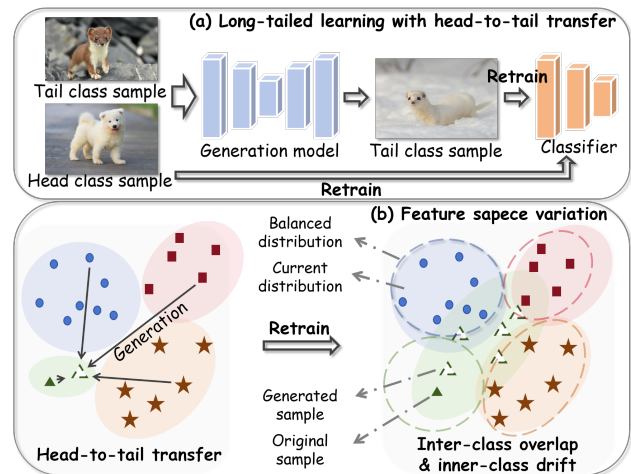 (a) Long-tailed learning with head-to-tail transfer
Tail class sample
Head class sample
Generation model
Tail class sample
Retrain
Classifier
Retrain
(b) Feature sapece variation
Generation
Head-to-tail transfer
Balanced
distribution
Current
distribution
Retrain
Generated
sample
Original
sample
Inter-class overlap
& inner-class drift